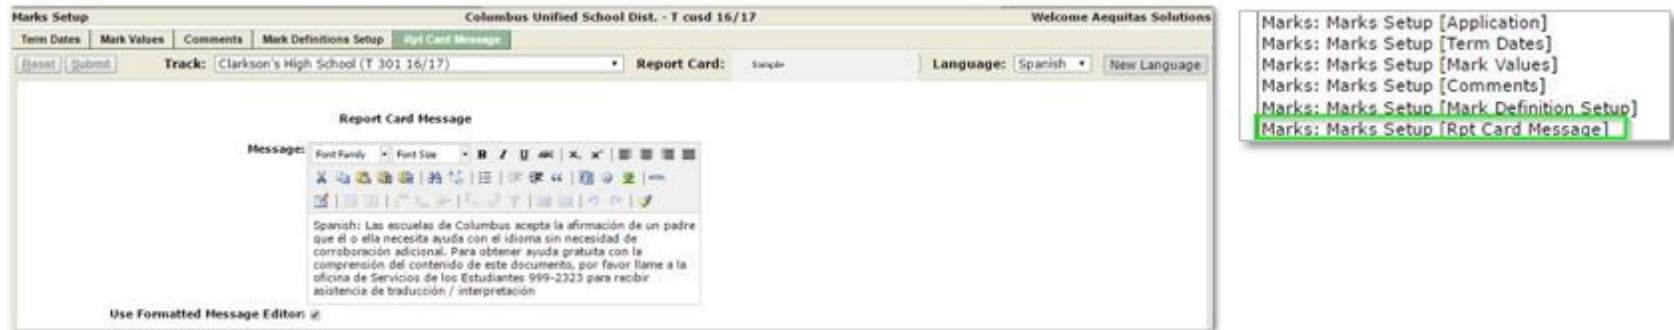 Marks Setup Columbus Unified School Dist. - T cusd 16/17 Welcome Aequitas Solutions
Term Dates Mark Values Comments Mark Definitions Setup Rpt Card Message
Reset Submit Track: Clarkson's High School (T 301 16/17) Report Card: Sample Language: Spanish New Language
Report Card Message
Message: Font Family Font Size B I U ABC X, X'
Spanish: Las escuelas de Columbus acepta la afirmación de un padre
que él o ella necesita ayuda con el idioma sin necesidad de
corroboración adicional. Para obtener ayuda gratuita con la
comprensión del contenido de este documento, por favor llame a la
oficina de Servicios de los Estudiantes 999-2323 para recibir
asistencia de traducción / interpretación
Use Formatted Message Editor:
Marks: Marks Setup [Application]
Marks: Marks Setup [Term Dates]
Marks: Marks Setup [Mark Values]
Marks: Marks Setup [Comments]
Marks: Marks Setup [Mark Definition Setup]
Marks: Marks Setup [Rpt Card Message]